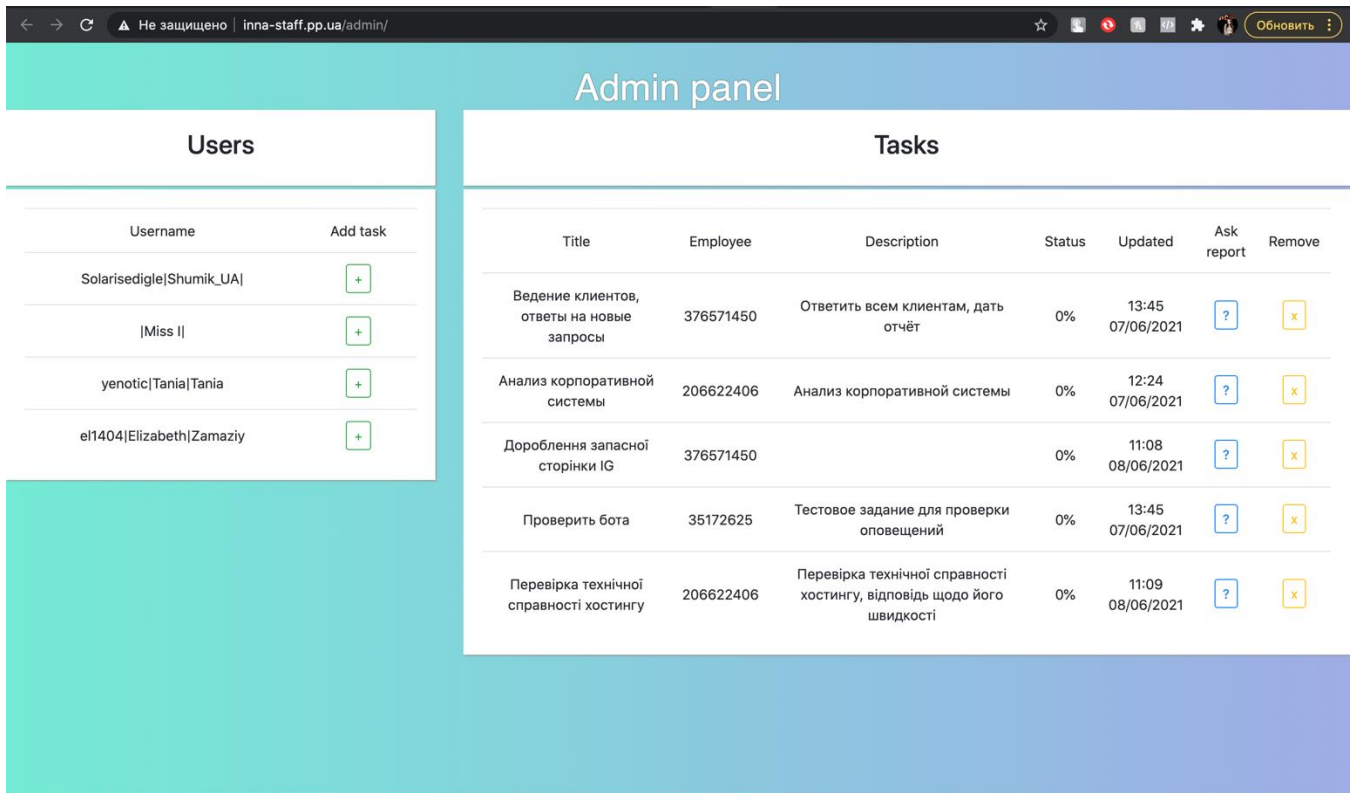 Не защищено | inna-staff.pp.ua/admin/
Обновить
Admin panel
Users
Username Add task
Solarisedigle|Shumik_UA| +
|Miss I| +
yenotic|Tania|Tania +
el1404|Elizabeth|Zamaziy +
Tasks
Title Employee Description Status Updated Ask report Remove
Ведение клиентов,
ответы на новые
запросы
376571450
Ответить всем клиентам, дать
отчёт
0%
13:45
07/06/2021
?
x
Анализ корпоративной
системы
206622406
Анализ корпоративной системы
0%
12:24
07/06/2021
?
x
Дороблення запасної
сторінки IG
376571450
0%
11:08
08/06/2021
?
x
Проверить бота
35172625
Тестовое задание для проверки
оповещений
0%
13:45
07/06/2021
?
x
Перевірка технічної
справності хостингу
206622406
Перевірка технічної справності
хостингу, відповідь щодо його
швидкості
0%
11:09
08/06/2021
?
x